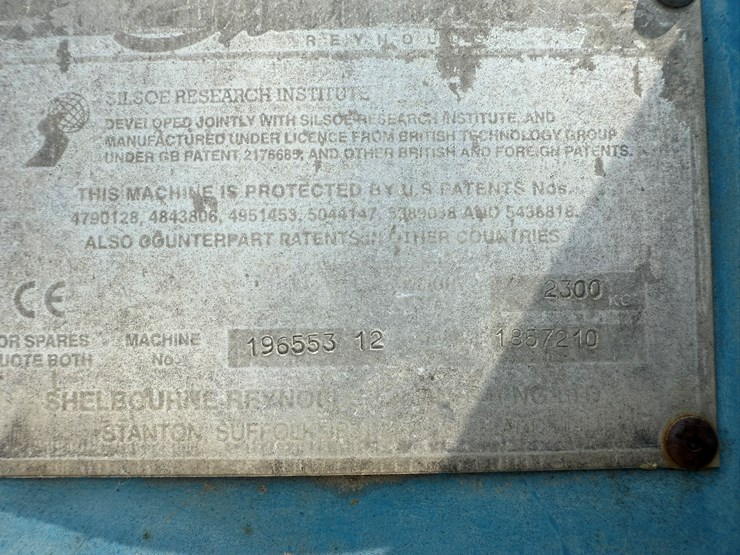 REYNOLDS
SILSOE RESEARCH INSTITUTE
DEVELOPED JOINTLY WITH SILSOE RESEARCH INSTITUTE, AND
MANUFACTURED UNDER LICENCE FROM BRITISH TECHNOLOGY GROUP
UNDER GB PATENT 2176685, AND OTHER BRITISH AND FOREIGN PATENTS.
THIS MACHINE IS PROTECTED BY U.S PATENTS Nos.
4790128, 4843806, 4951453, 5044147, 5389038 AND 5436818.
ALSO COUNTERPART PATENTS IN OTHER COUNTRIES
CE
WEIGHT 2300 KG
OR SPARES MACHINE 196553 12 1857210
UOTE BOTH No.
SHELBOURNE REYNOLDS LTD
STANTON, SUFFOLK